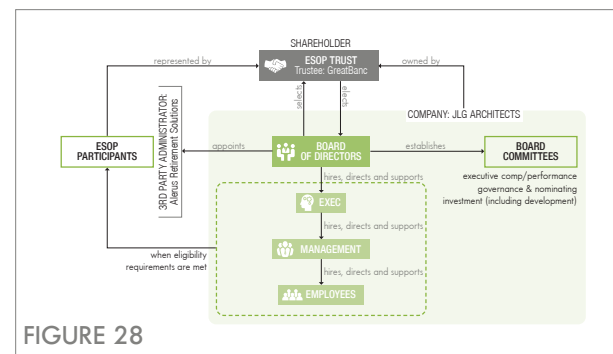 SHAREHOLDER
ESOP TRUST
Trustee: GreatBanc
represented by
owned by
selects
elects
COMPANY: JLG ARCHITECTS
ESOP
PARTICIPANTS
3RD PARTY ADMINISTRATOR:
Alerus Retirement Solutions
appoints
BOARD
OF DIRECTORS
establishes
BOARD
COMMITTEES
executive comp/performance
governance & nominating
investment (including development)
hires, directs and supports
EXEC
hires, directs and supports
MANAGEMENT
hires, directs and supports
EMPLOYEES
when eligibility
requirements are met
FIGURE 28